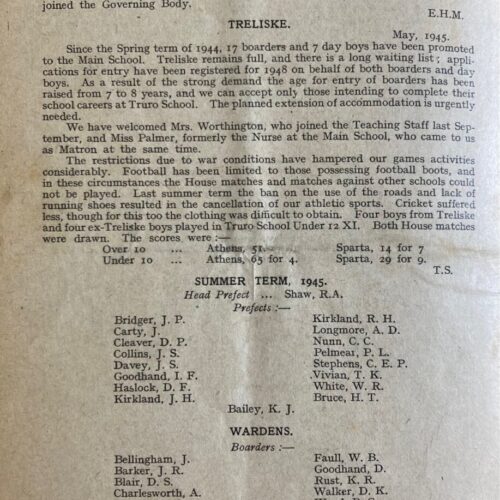 joined the Governing Body.
E.H.M.
TRELISKE.
May, 1945.
Since the Spring term of 1944, 17 boarders and 7 day boys have been promoted
to the Main School. Treliske remains full, and there is a long waiting list; appli-
cations for entry have been registered for 1948 on behalf of both boarders and day
boys. As a result of the strong demand the age for entry of boarders has been
raised from 7 to 8 years, and we can accept only those intending to complete their
school careers at Truro School. The planned extension of accommodation is urgently
needed.
We have welcomed Mrs. Worthington, who joined the Teaching Staff last Sep-
tember, and Miss Palmer, formerly the Nurse at the Main School, who came to us
as Matron at the same time.
The restrictions due to war conditions have hampered our games activities
considerably. Football has been limited to those possessing football boots, and
in these circumstances the House matches and matches against other schools could
not be played. Last summer term the ban on the use of the roads and lack of
running shoes resulted in the cancellation of our athletic sports. Cricket suffered
less, though for this too the clothing was difficult to obtain. Four boys from Treliske
and four ex-Treliske boys played in Truro School Under 12 XI. Both House matches
were drawn. The scores were :—
Over 10 ... Athens, 51. Sparta, 14 for 7
Under 10 ... Athens, 65 for 4. Sparta, 29 for 9.
T.S.
SUMMER TERM, 1945.
Head Prefect ... Shaw, R.A.
Prefects :—
Bridger, J. P. Kirkland, R. H.
Carty, J. Longmore, A. D.
Cleaver, D. P. Nunn, C. C.
Collins, J. S. Pelmear, P. L.
Davey, J. S. Stephens, C. E. P.
Goodhand, I. F. Vivian, T. K.
Haslock, D. F. White, W. R.
Kirkland, J. H. Bruce, H. T.
Bailey, K. J.
WARDENS.
Boarders :—
Bellingham, J. Faull, W. B.
Barker, J. R. Goodhand, D.
Blair, D. S. Rust, K. R.
Charlesworth, A. Walker, D. K.